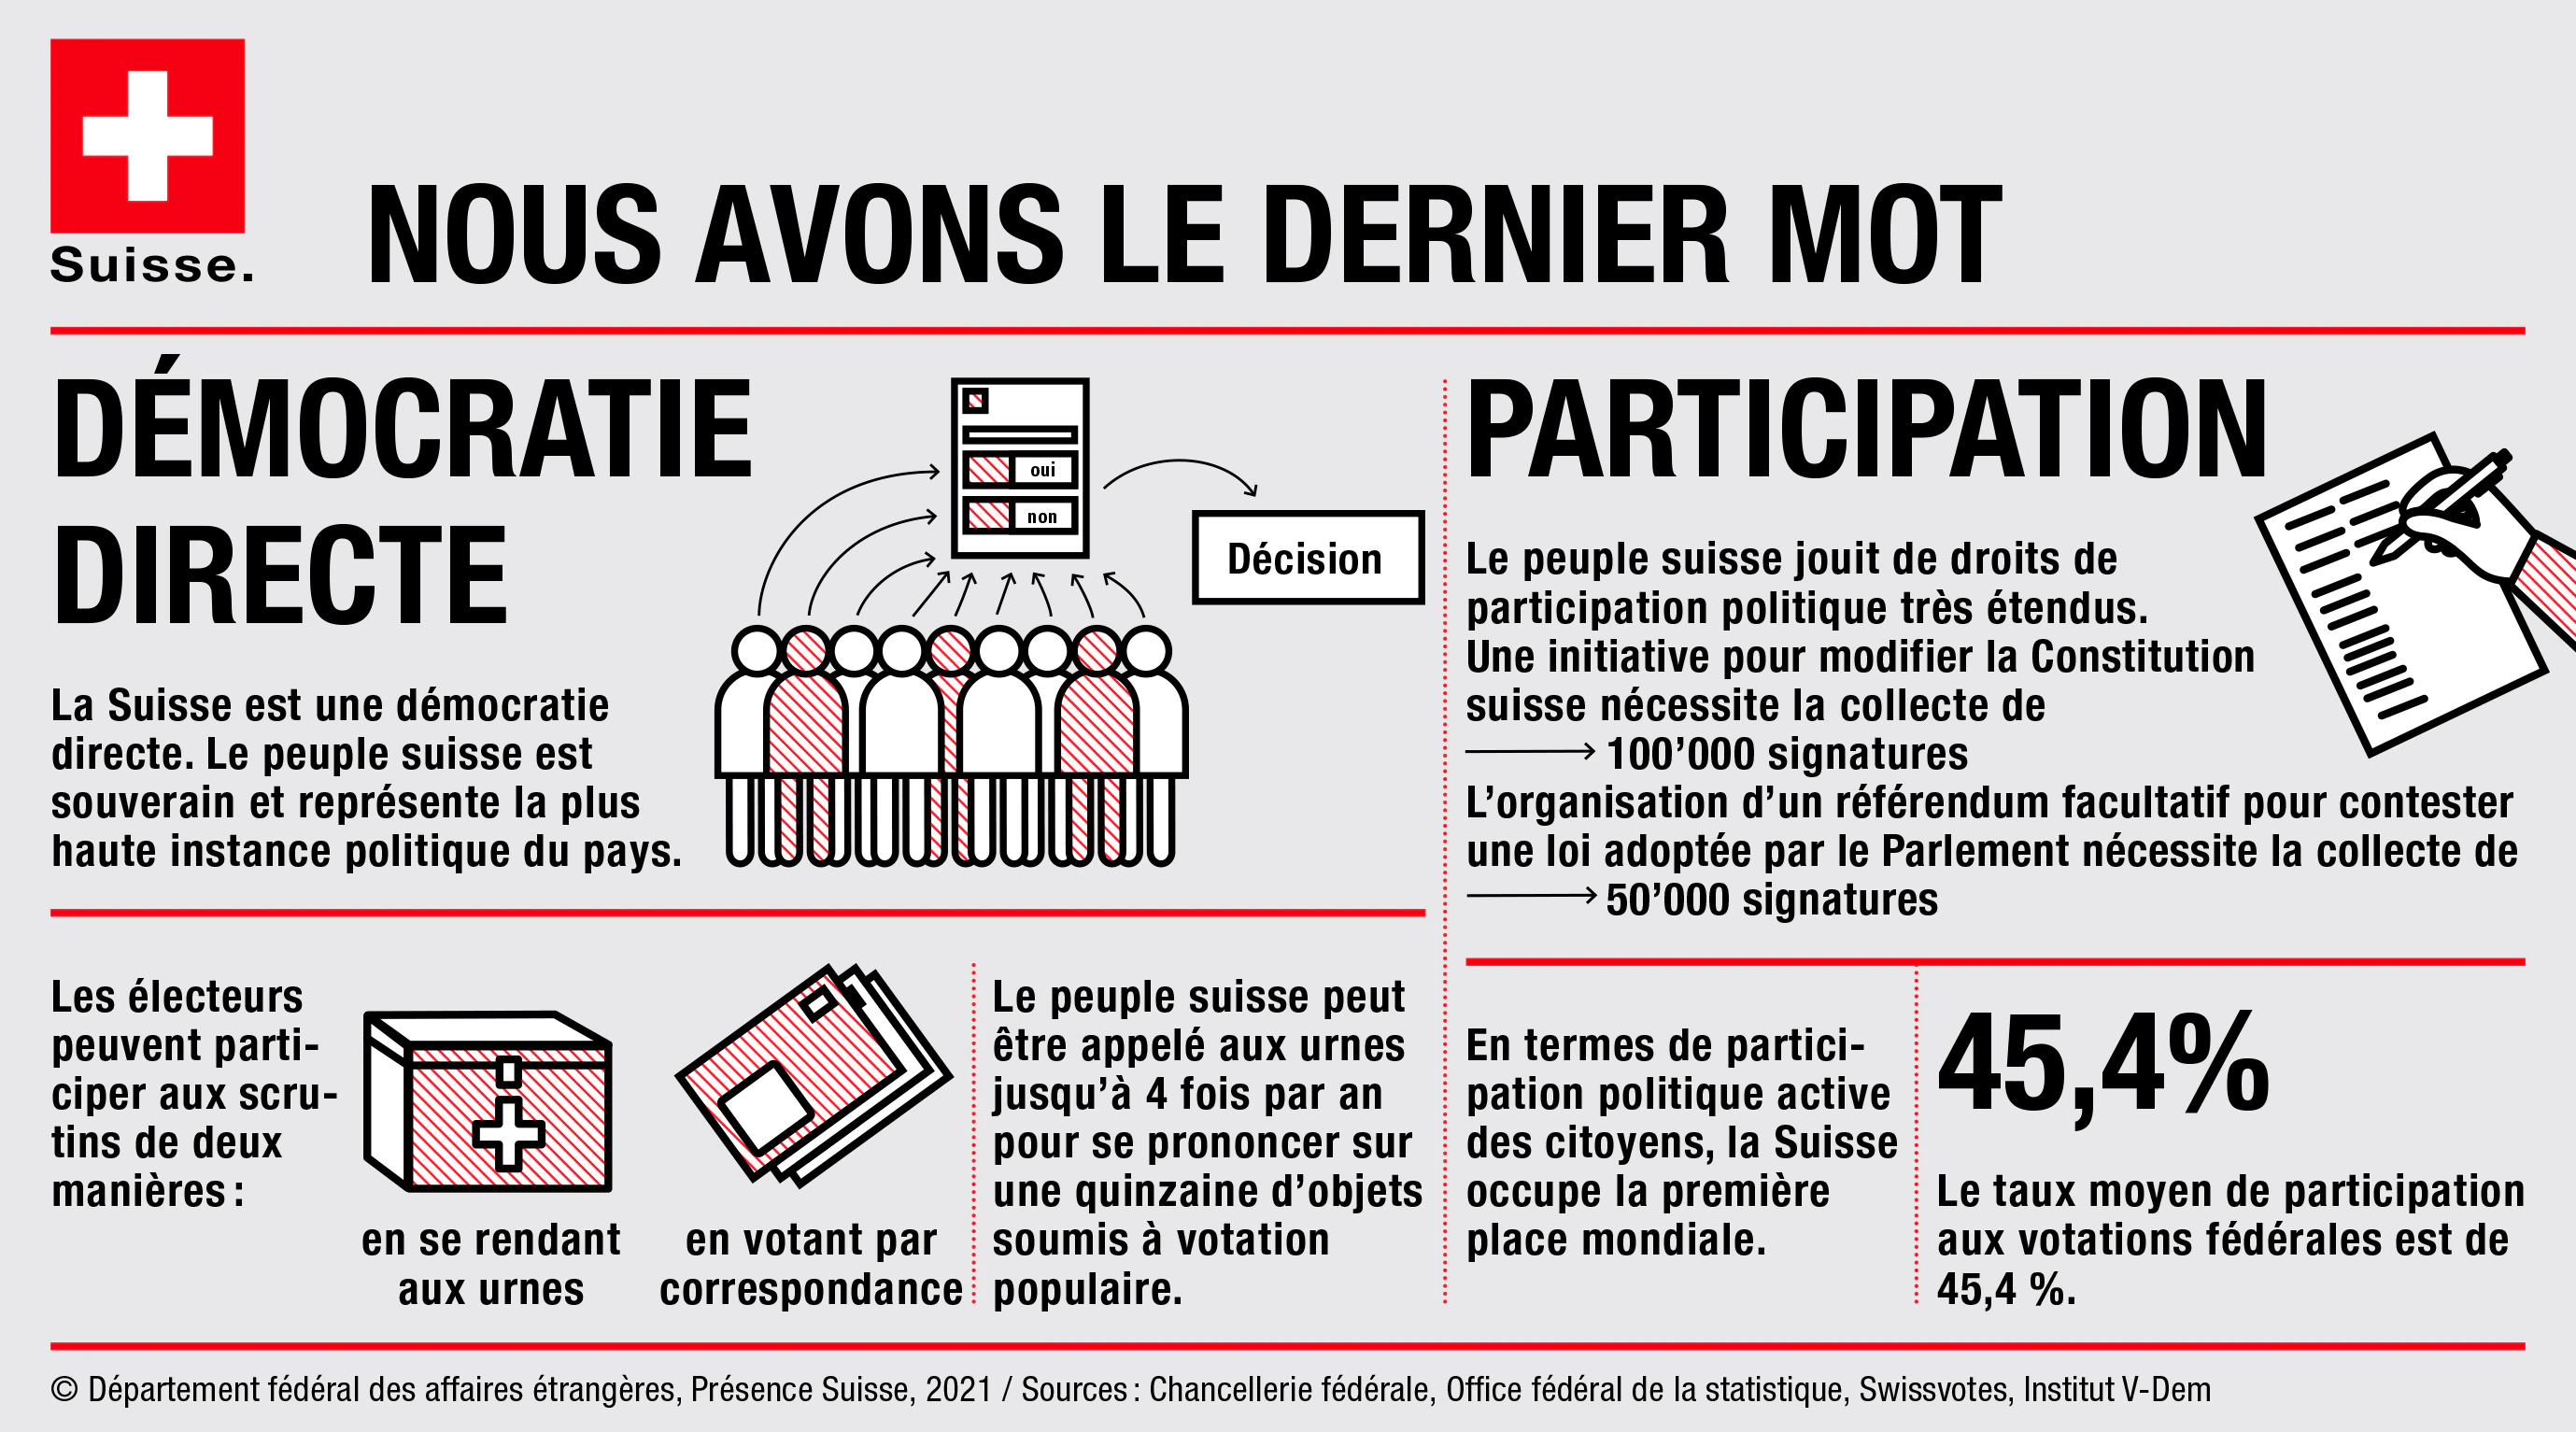 Suisse.
NOUS AVONS LE DERNIER MOT
DÉMOCRATIE
DIRECTE
La Suisse est une démocratie
directe. Le peuple suisse est
souverain et représente la plus
haute instance politique du pays.
oui
non
Décision
Les électeurs
peuvent parti-
ciper aux scru-
tins de deux
manières :
en se rendant
aux urnes
en votant par
correspondance
Le peuple suisse peut
être appelé aux urnes
jusqu’à 4 fois par an
pour se prononcer sur
une quinzaine d’objets
soumis à votation
populaire.
PARTICIPATION
Le peuple suisse jouit de droits de
participation politique très étendus.
Une initiative pour modifier la Constitution
suisse nécessite la collecte de
100’000 signatures
L’organisation d’un référendum facultatif pour contester
une loi adoptée par le Parlement nécessite la collecte de
50’000 signatures
En termes de partici-
pation politique active
des citoyens, la Suisse
occupe la première
place mondiale.
45,4%
Le taux moyen de participation
aux votations fédérales est de
45,4 %.
© Département fédéral des affaires étrangères, Présence Suisse, 2021 / Sources : Chancellerie fédérale, Office fédéral de la statistique, Swissvotes, Institut V-Dem